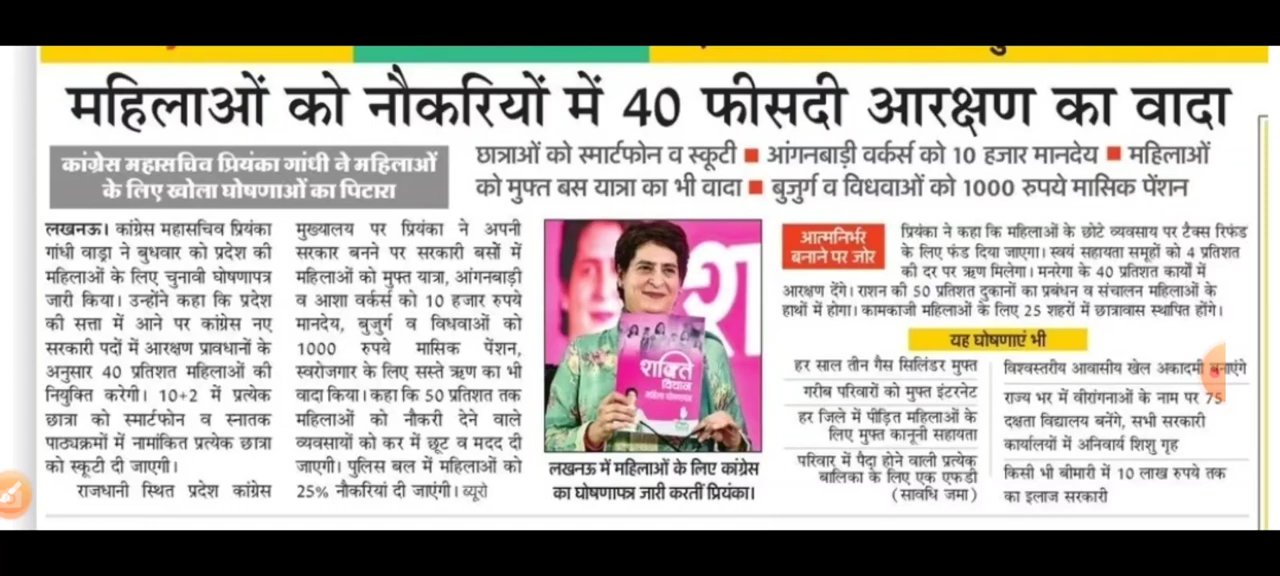 महिलाओं को नौकरियों में 40 फीसदी आरक्षण का वादा
कांग्रेस महासचिव प्रियंका गांधी ने महिलाओं
के लिए खोला घोषणाओं का पिटारा
छात्राओं को स्मार्टफोन व स्कूटी ■ आंगनबाड़ी वर्कर्स को 10 हजार मानदेय ■ महिलाओं
को मुफ्त बस यात्रा का भी वादा ■ बुजुर्ग व विधवाओं को 1000 रुपये मासिक पेंशन
लखनऊ। कांग्रेस महासचिव प्रियंका
गांधी वाड्रा ने बुधवार को प्रदेश की
महिलाओं के लिए चुनावी घोषणापत्र
जारी किया। उन्होंने कहा कि प्रदेश
की सत्ता में आने पर कांग्रेस नए
सरकारी पदों में आरक्षण प्रावधानों के
अनुसार 40 प्रतिशत महिलाओं की
नियुक्ति करेगी। 10+2 में प्रत्येक
छात्रा को स्मार्टफोन व स्नातक
पाठ्यक्रमों में नामांकित प्रत्येक छात्रा
को स्कूटी दी जाएगी।
राजधानी स्थित प्रदेश कांग्रेस
मुख्यालय पर प्रियंका ने अपनी
सरकार बनने पर सरकारी बसों में
महिलाओं को मुफ्त यात्रा, आंगनबाड़ी
व आशा वर्कर्स को 10 हजार रुपये
मानदेय, बुजुर्ग व विधवाओं को
1000 रुपये मासिक पेंशन,
स्वरोजगार के लिए सस्ते ऋण का भी
वादा किया। कहा कि 50 प्रतिशत तक
महिलाओं को नौकरी देने वाले
व्यवसायों को कर में छूट व मदद दी
जाएगी। पुलिस बल में महिलाओं को
25% नौकरियां दी जाएंगी। ब्यूरो
शक्ति
विधान
महिला घोषणापत्र
लखनऊ में महिलाओं के लिए कांग्रेस
का घोषणापत्र जारी करतीं प्रियंका।
आत्मनिर्भर
बनाने पर जोर
प्रियंका ने कहा कि महिलाओं के छोटे व्यवसाय पर टैक्स रिफंड
के लिए फंड दिया जाएगा। स्वयं सहायता समूहों को 4 प्रतिशत
की दर पर ऋण मिलेगा। मनरेगा के 40 प्रतिशत कार्यों में
आरक्षण देंगे। राशन की 50 प्रतिशत दुकानों का प्रबंधन व संचालन महिलाओं के
हाथों में होगा। कामकाजी महिलाओं के लिए 25 शहरों में छात्रावास स्थापित होंगे।
यह घोषणाएं भी
हर साल तीन गैस सिलिंडर मुफ्त
गरीब परिवारों को मुफ्त इंटरनेट
हर जिले में पीड़ित महिलाओं के
लिए मुफ्त कानूनी सहायता
परिवार में पैदा होने वाली प्रत्येक
बालिका के लिए एक एफडी
(सावधि जमा)
विश्वस्तरीय आवासीय खेल अकादमी बनाएंगे
राज्य भर में वीरांगनाओं के नाम पर 75
दक्षता विद्यालय बनेंगे, सभी सरकारी
कार्यालयों में अनिवार्य शिशु गृह
किसी भी बीमारी में 10 लाख रुपये तक
का इलाज सरकारी